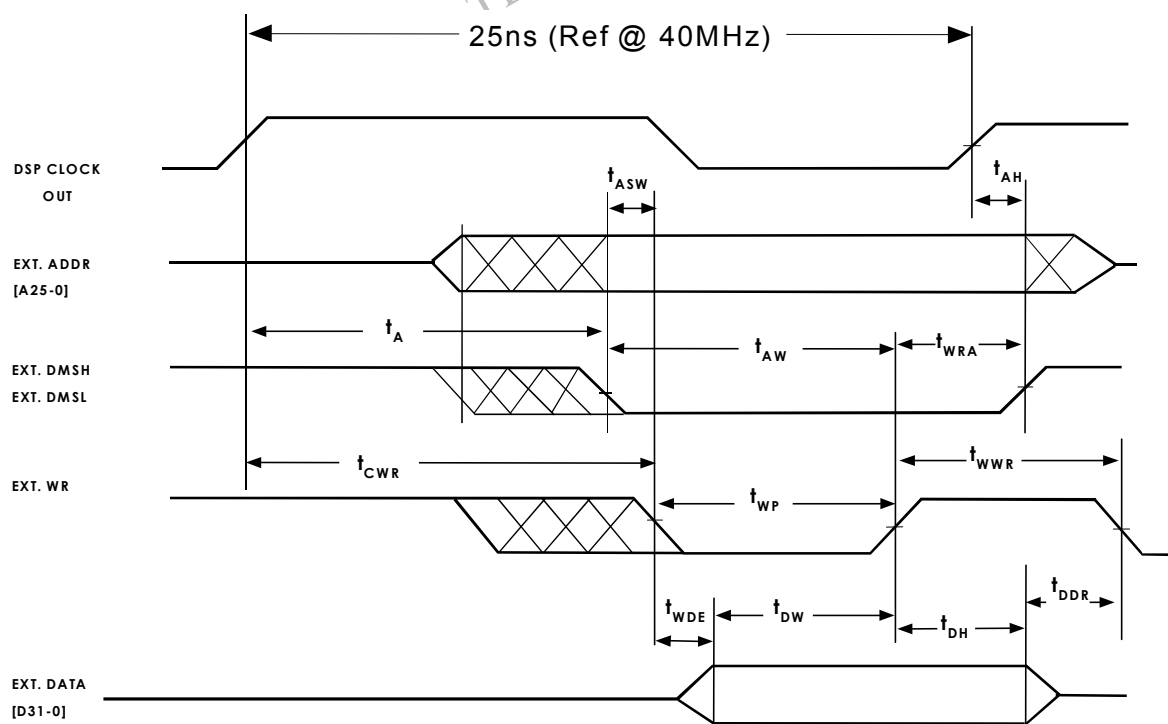 25ns (Ref @ 40MHz)
DSP CLOCK
OUT
tASW
tAH
EXT. ADDR
[A25-0]
tA
tAW
tWRA
EXT. DMSH
EXT. DMSL
tCWR
tWWR
EXT. WR
tWP
tWDE
tDW
tDH
tDDR
EXT. DATA
[D31-0]